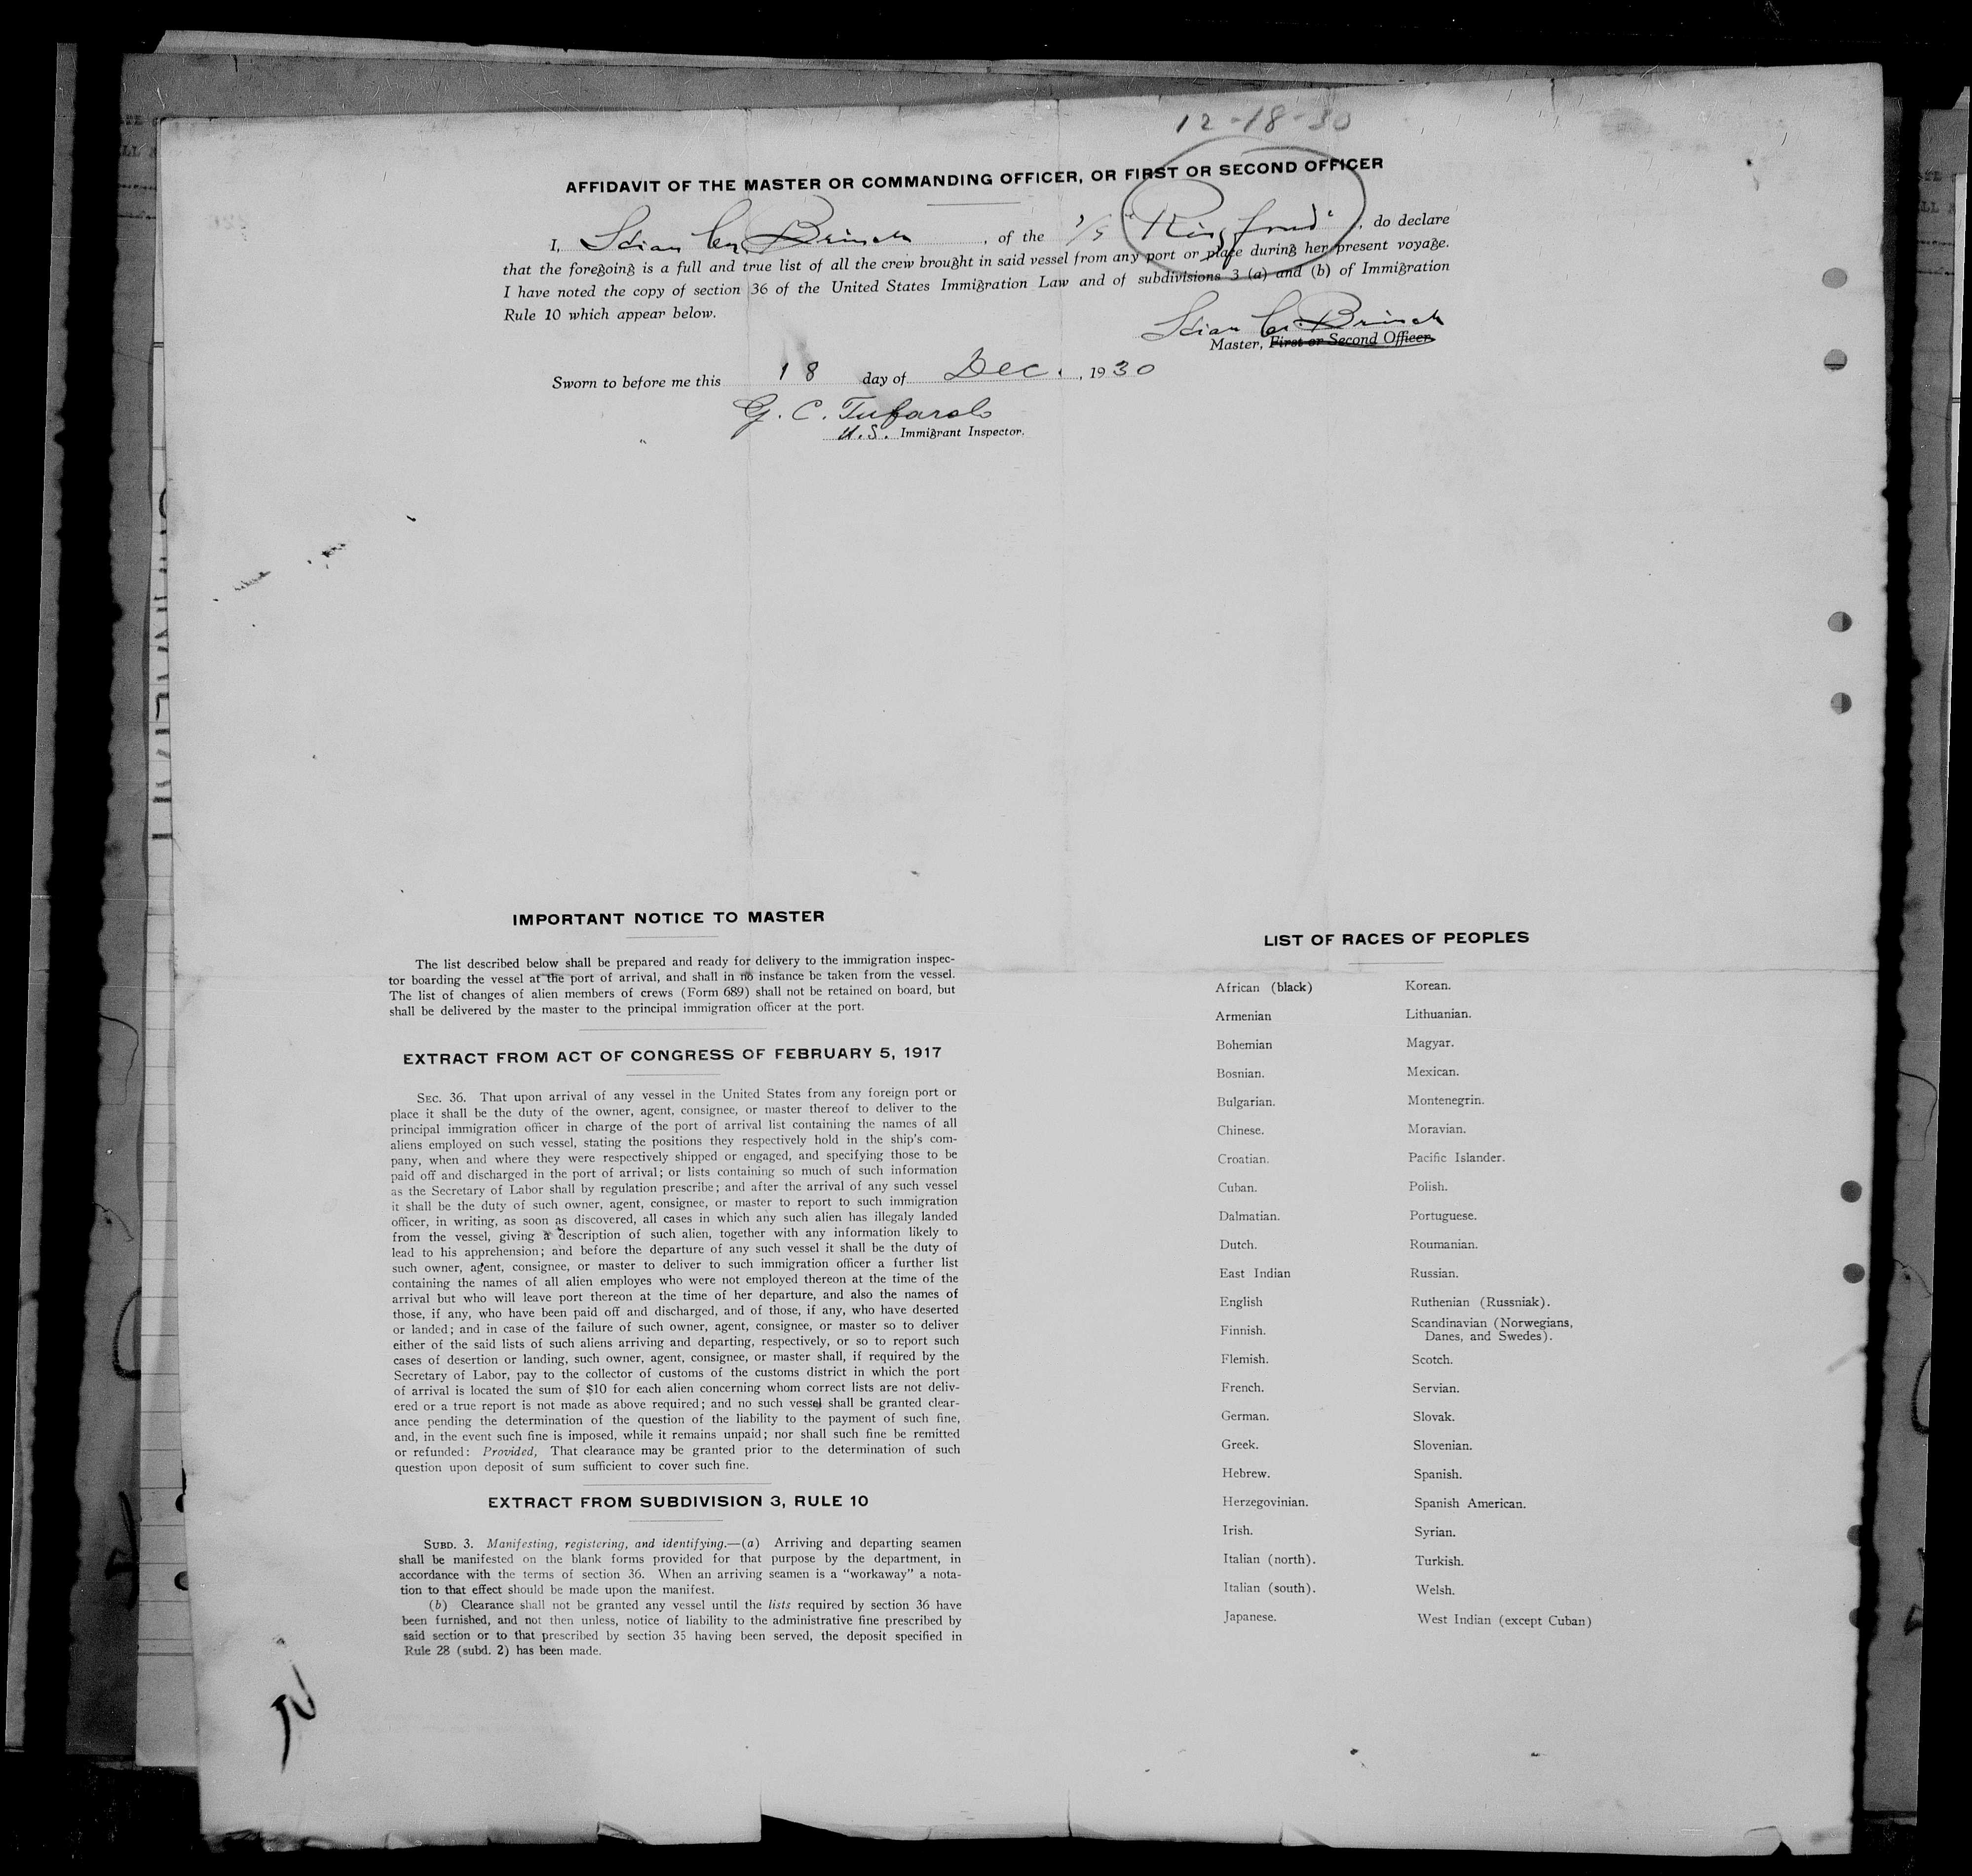 12-18-30
AFFIDAVIT OF THE MASTER OR COMMANDING OFFICER, OR FIRST OR SECOND OFFICER
I, Brinch, of the S/S "Ringfond", do declare
that the foregoing is a full and true list of all the crew brought in said vessel from any port or place during her present voyage.
I have noted the copy of section 36 of the United States Immigration Law and of subdivisions 3 (a) and (b) of Immigration
Rule 10 which appear below.
Brinch
Master, First or Second Officer.
Sworn to before me this 18 day of Dec., 1930
G. C. Tufarolo
U.S. Immigrant Inspector.
IMPORTANT NOTICE TO MASTER
The list described below shall be prepared and ready for delivery to the immigration inspec-
tor boarding the vessel at the port of arrival, and shall in no instance be taken from the vessel.
The list of changes of alien members of crews (Form 689) shall not be retained on board, but
shall be delivered by the master to the principal immigration officer at the port.
EXTRACT FROM ACT OF CONGRESS OF FEBRUARY 5, 1917
SEC. 36. That upon arrival of any vessel in the United States from any foreign port or
place it shall be the duty of the owner, agent, consignee, or master thereof to deliver to the
principal immigration officer in charge of the port of arrival list containing the names of all
aliens employed on such vessel, stating the positions they respectively hold in the ship's com-
pany, when and where they were respectively shipped or engaged, and specifying those to be
paid off and discharged in the port of arrival; or lists containing so much of such information
as the Secretary of Labor shall by regulation prescribe; and after the arrival of any such vessel
it shall be the duty of such owner, agent, consignee, or master to report to such immigration
officer, in writing, as soon as discovered, all cases in which any such alien has illegaly landed
from the vessel, giving a description of such alien, together with any information likely to
lead to his apprehension; and before the departure of any such vessel it shall be the duty of
such owner, agent, consignee, or master to deliver to such immigration officer a further list
containing the names of all alien employes who were not employed thereon at the time of the
arrival but who will leave port thereon at the time of her departure, and also the names of
those, if any, who have been paid off and discharged, and of those, if any, who have deserted
or landed; and in case of the failure of such owner, agent, consignee, or master so to deliver
either of the said lists of such aliens arriving and departing, respectively, or so to report such
cases of desertion or landing, such owner, agent, consignee, or master shall, if required by the
Secretary of Labor, pay to the collector of customs of the customs district in which the port
of arrival is located the sum of $10 for each alien concerning whom correct lists are not deliv-
ered or a true report is not made as above required; and no such vessel shall be granted clear-
ance pending the determination of the question of the liability to the payment of such fine,
and, in the event such fine is imposed, while it remains unpaid; nor shall such fine be remitted
or refunded: Provided, That clearance may be granted prior to the determination of such
question upon deposit of sum sufficient to cover such fine.
EXTRACT FROM SUBDIVISION 3, RULE 10
SUBD. 3. Manifesting, registering, and identifying.—(a) Arriving and departing seamen
shall be manifested on the blank forms provided for that purpose by the department, in
accordance with the terms of section 36. When an arriving seamen is a "workaway" a nota-
tion to that effect should be made upon the manifest.
(b) Clearance shall not be granted any vessel until the lists required by section 36 have
been furnished, and not then unless, notice of liability to the administrative fine prescribed by
said section or to that prescribed by section 35 having been served, the deposit specified in
Rule 28 (subd. 2) has been made.
LIST OF RACES OF PEOPLES
African (black)
Armenian
Bohemian
Bosnian.
Bulgarian.
Chinese.
Croatian.
Cuban.
Dalmatian.
Dutch.
East Indian
English
Finnish.
Flemish.
French.
German.
Greek.
Hebrew.
Herzegovinian.
Irish.
Italian (north).
Italian (south).
Japanese.
Korean.
Lithuanian.
Magyar.
Mexican.
Montenegrin.
Moravian.
Pacific Islander.
Polish.
Portuguese.
Roumanian.
Russian.
Ruthenian (Russniak).
Scandinavian (Norwegians,
Danes, and Swedes).
Scotch.
Servian.
Slovak.
Slovenian.
Spanish.
Spanish American.
Syrian.
Turkish.
Welsh.
West Indian (except Cuban)